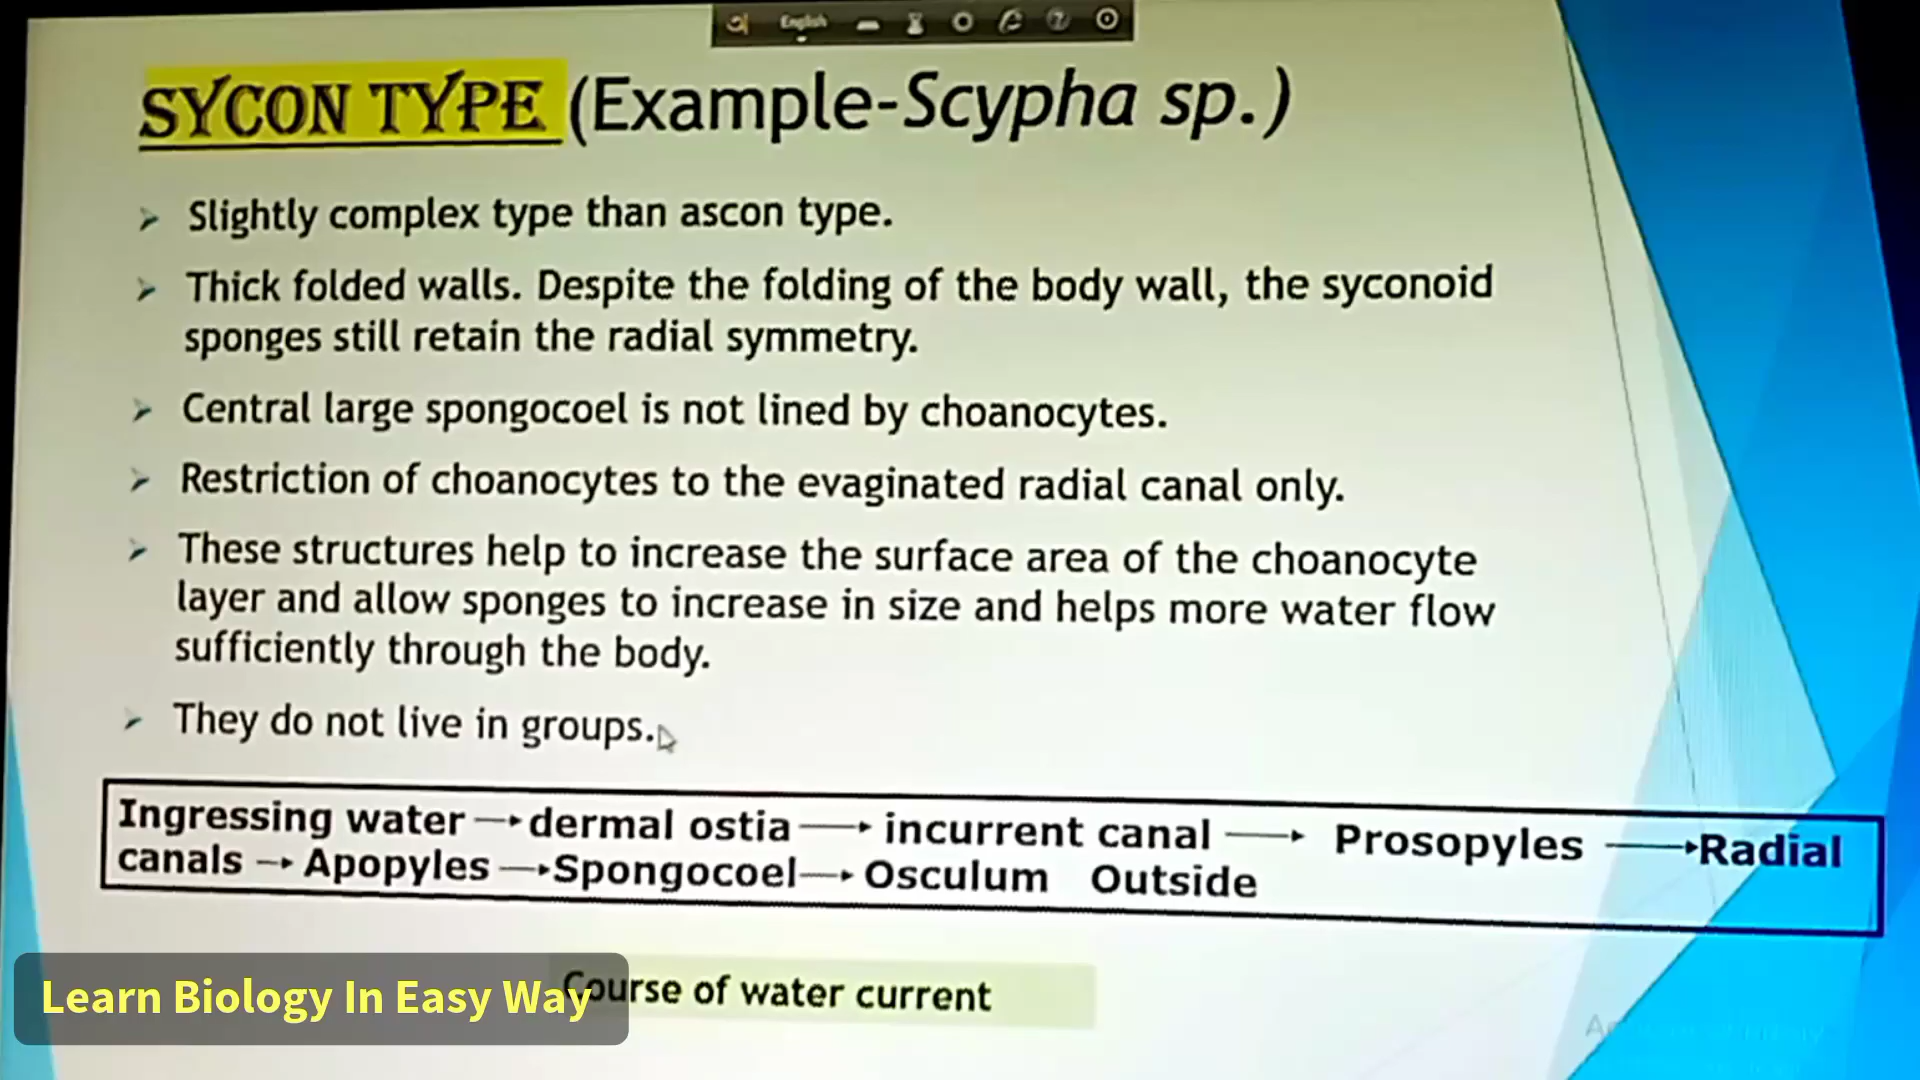 অ English
SYCON TYPE (Example-Scypha sp.)
➢ Slightly complex type than ascon type.
➢ Thick folded walls. Despite the folding of the body wall, the syconoid
sponges still retain the radial symmetry.
➢ Central large spongocoel is not lined by choanocytes.
➢ Restriction of choanocytes to the evaginated radial canal only.
➢ These structures help to increase the surface area of the choanocyte
layer and allow sponges to increase in size and helps more water flow
sufficiently through the body.
➢ They do not live in groups.
Ingressing water → dermal ostia → incurrent canal → Prosopyles → Radial
canals → Apopyles → Spongocoel → Osculum Outside
Course of water current
Learn Biology In Easy Way